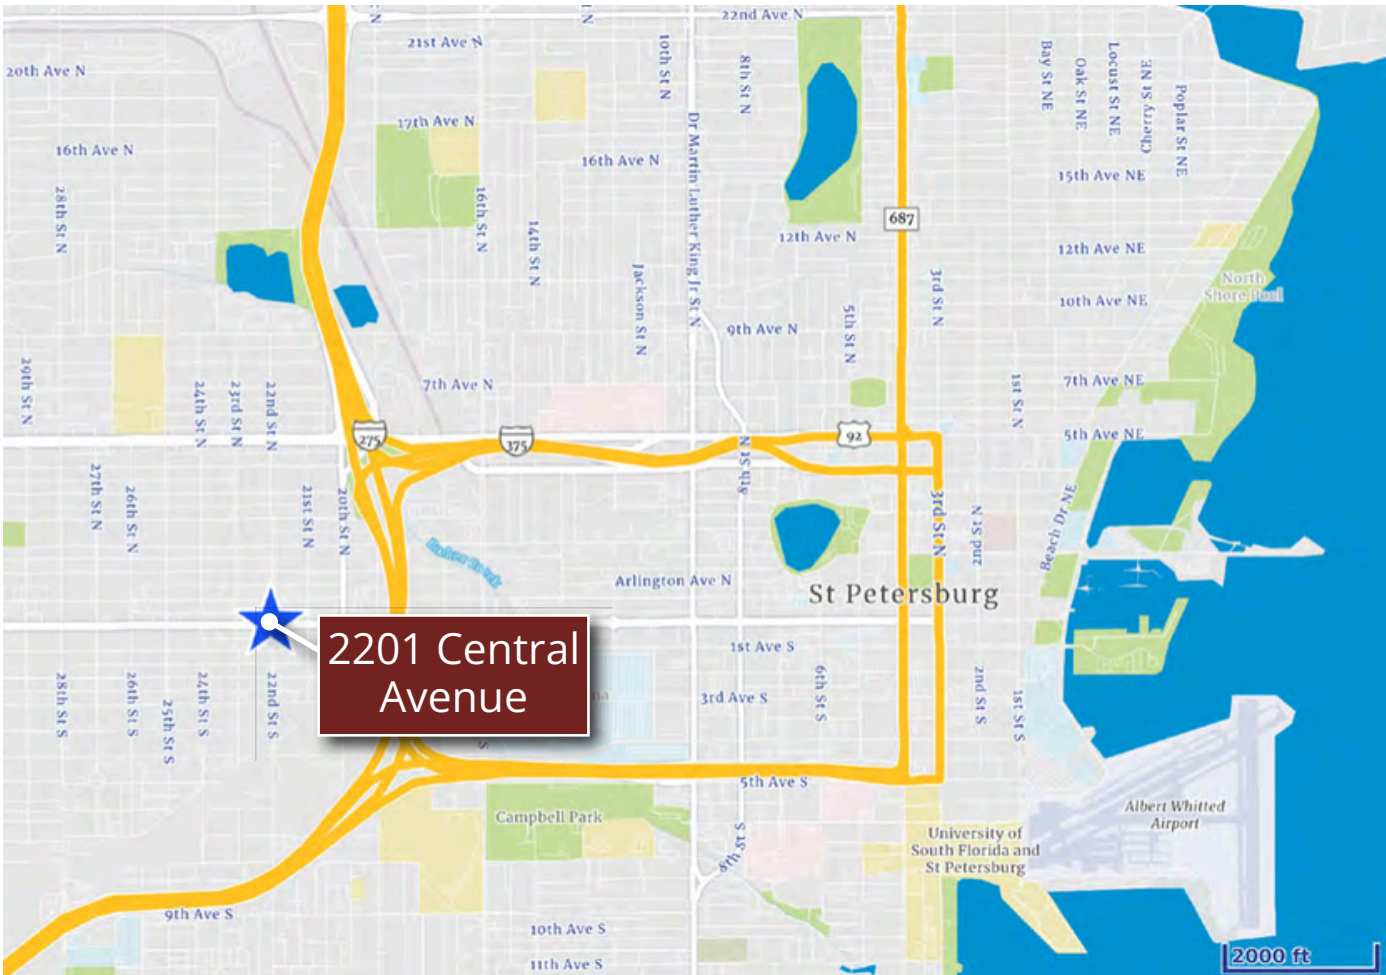 22nd Ave N
21st Ave N
20th Ave N
10th St N
8th St N
Bay St NE
Oak St NE
Locust St NE
Cherry St NE
Poplar St NE
17th Ave N
16th Ave N
16th Ave N
Dr Martin Luther King Jr St N
15th Ave NE
28th St N
16th St N
14th St N
687
12th Ave N
12th Ave NE
North
Shore Pool
Jackson St N
3rd St N
10th Ave NE
9th Ave N
5th St N
29th St N
24th St N
23rd St N
22nd St N
7th Ave N
1st St N
7th Ave NE
275
375
92
5th Ave NE
8th St N
27th St N
26th St N
21st St N
20th St N
3rd St N
2nd St N
Beach Dr NE
Arlington Ave N
St Petersburg
2201 Central
Avenue
1st Ave S
3rd Ave S
28th St S
26th St S
25th St S
24th St S
22nd St S
6th St S
2nd St S
1st St S
5th Ave S
Campbell Park
8th St S
University of
South Florida and
St Petersburg
Albert Whitted
Airport
9th Ave S
10th Ave S
11th Ave S
2000 ft